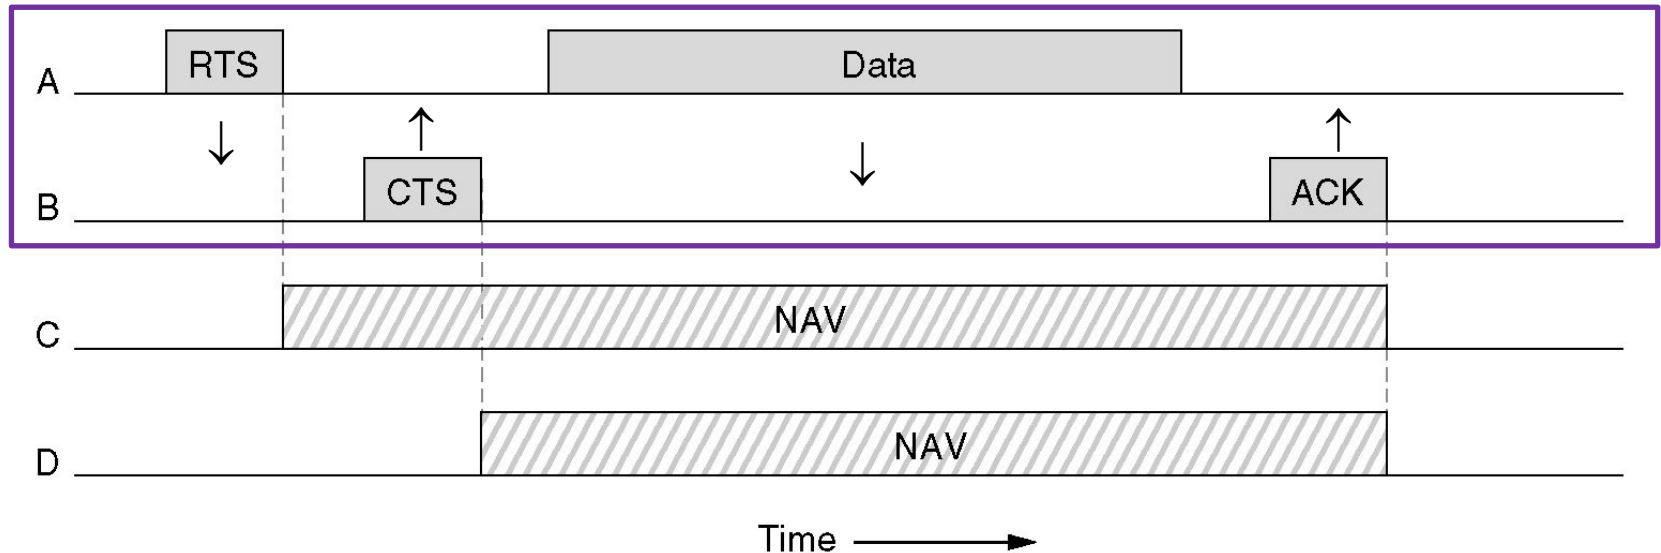 A RTS Data
B CTS ACK
C NAV
D NAV
Time